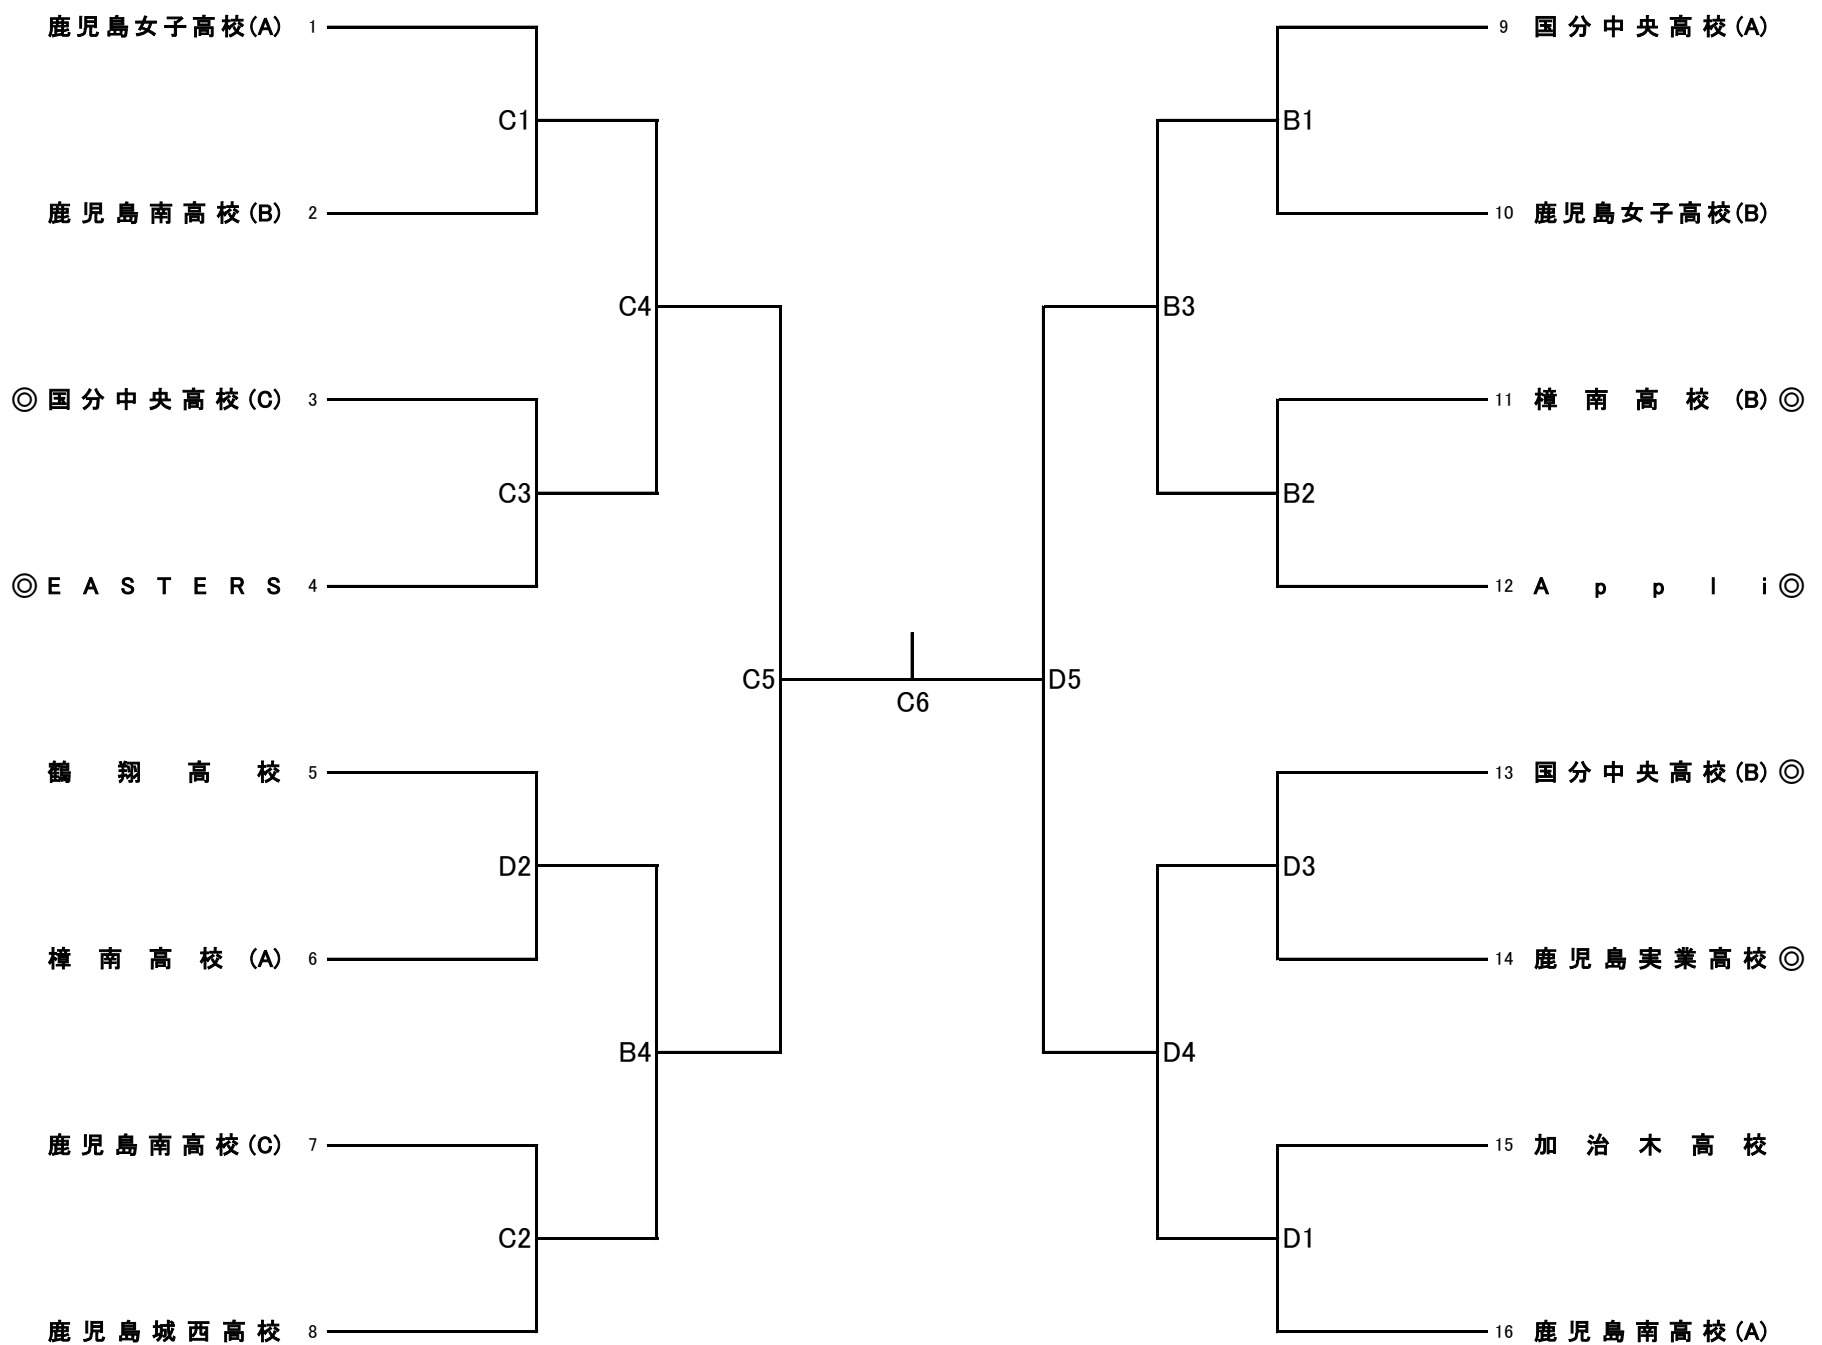 鹿児島女子高校(A) 1
9 国分中央高校(A)
C1
B1
鹿児島南高校(B) 2
10 鹿児島女子高校(B)
C4
B3
◎国分中央高校(C) 3
11 樟南高校(B)◎
C3
B2
◎EASTERS 4
12 Appli◎
C5
D5
C6
鶴翔高校 5
13 国分中央高校(B)◎
D2
D3
樟南高校(A) 6
14 鹿児島実業高校◎
B4
D4
鹿児島南高校(C) 7
15 加治木高校
C2
D1
鹿児島城西高校 8
16 鹿児島南高校(A)